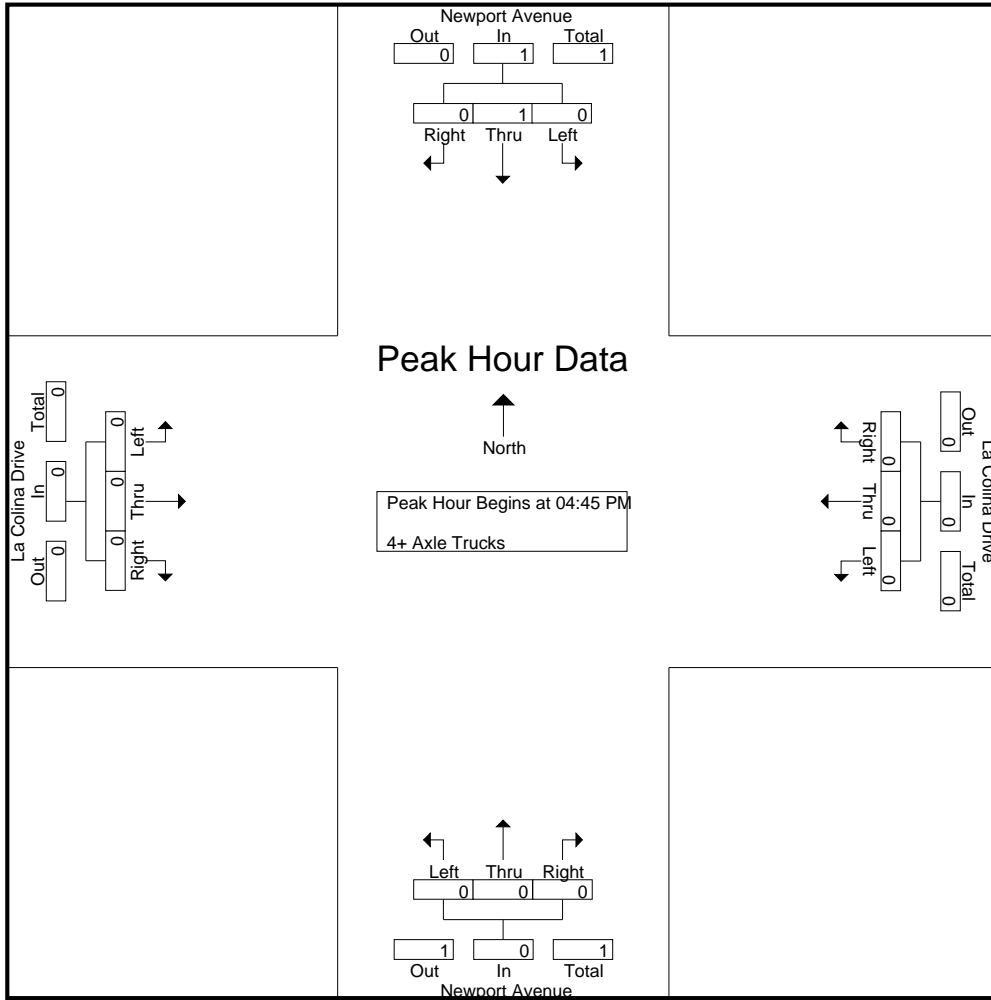 Newport Avenue
Out In Total
0 1 1
0 1 0
Right Thru Left
Peak Hour Data
North
Peak Hour Begins at 04:45 PM
4+ Axle Trucks
La Colina Drive
Out In Total
0 0 0
Right Thru Left
0 0 0
La Colina Drive
Total In Out
0 0 0
0 0 0
Left Thru Right
Left Thru Right
0 0 0
1 0 1
Out In Total
Newport Avenue